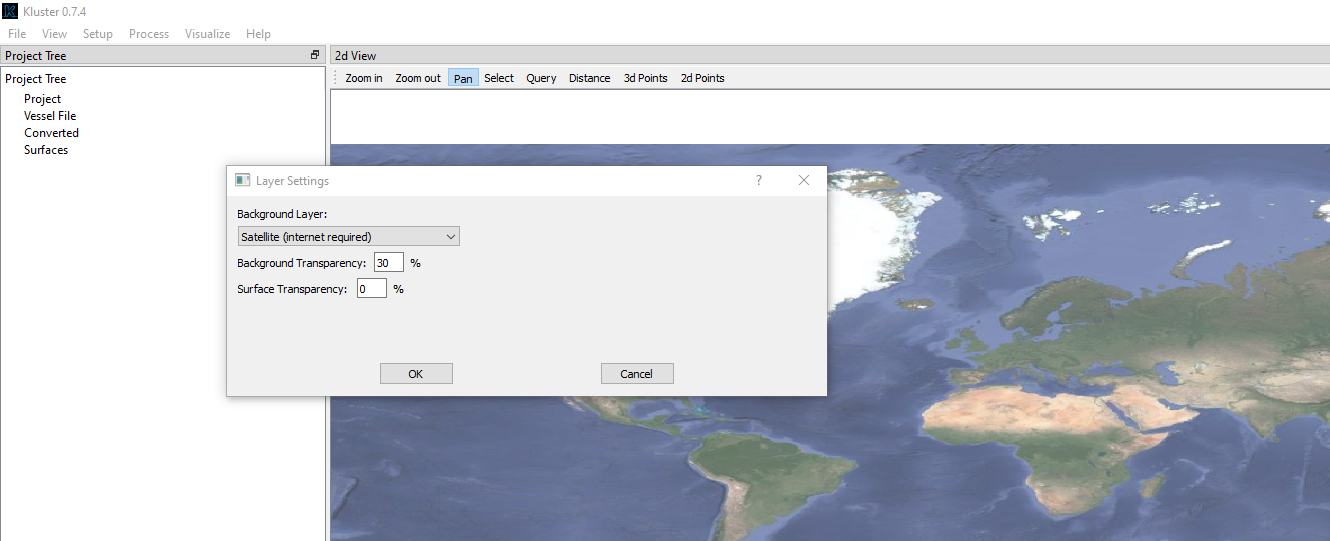 Kluster 0.7.4
File View Setup Process Visualize Help
Project Tree
2d View
Project Tree
Project
Vessel File
Converted
Surfaces
Zoom in Zoom out Pan Select Query Distance 3d Points 2d Points
Layer Settings ?
Background Layer:
Satellite (internet required)
Background Transparency: 30 %
Surface Transparency: 0 %
OK Cancel